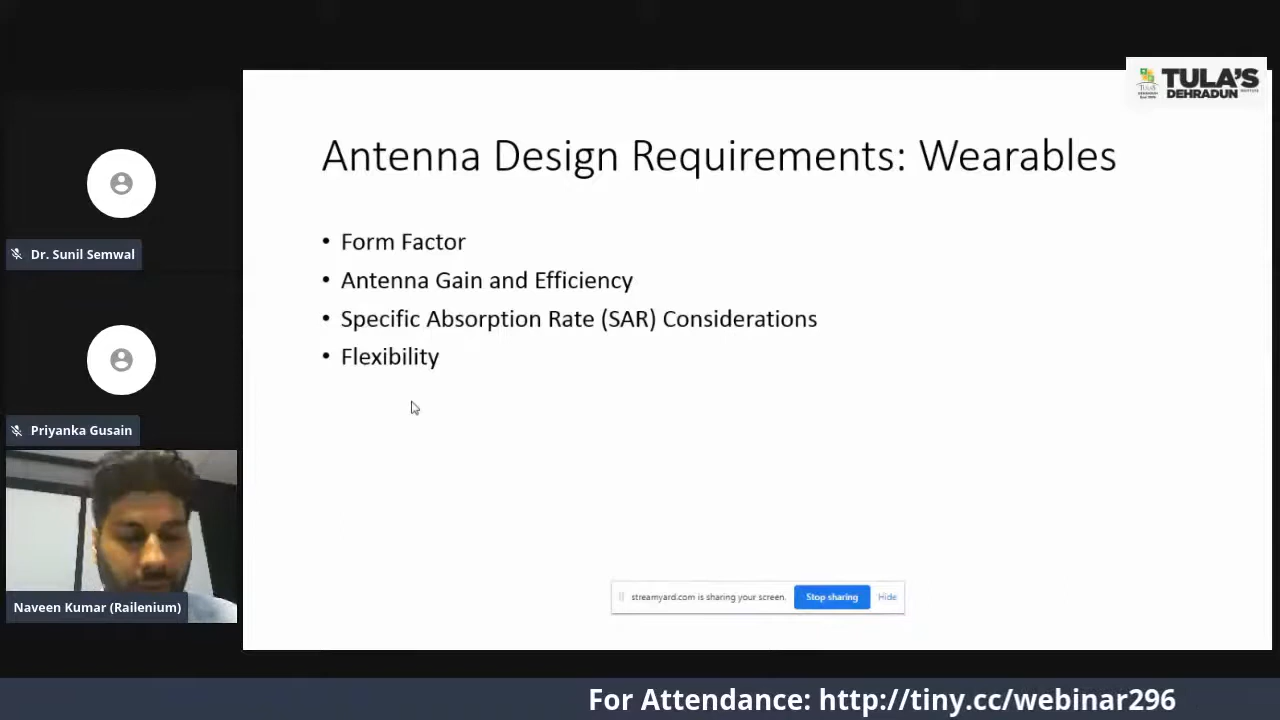 TULA'S
DEHRADUN
Antenna Design Requirements: Wearables
• Form Factor
• Antenna Gain and Efficiency
• Specific Absorption Rate (SAR) Considerations
• Flexibility
Dr. Sunil Semwal
Priyanka Gusain
Naveen Kumar (Railenium)
streamyard.com is sharing your screen. Stop sharing Hide
For Attendance: http://tiny.cc/webinar296